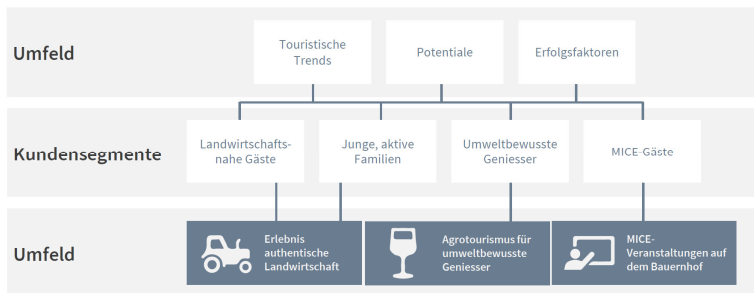 Umfeld
Touristische
Trends
Potentiale
Erfolgsfaktoren
Kundensegmente
Landwirtschafts-
nahe Gäste
Junge, aktive
Familien
Umweltbewusste
Geniesser
MICE-Gäste
Umfeld
Erlebnis
authentische
Landwirtschaft
Agrotourismus für
umweltbewusste
Geniesser
MICE-
Veranstaltungen auf
dem Bauernhof